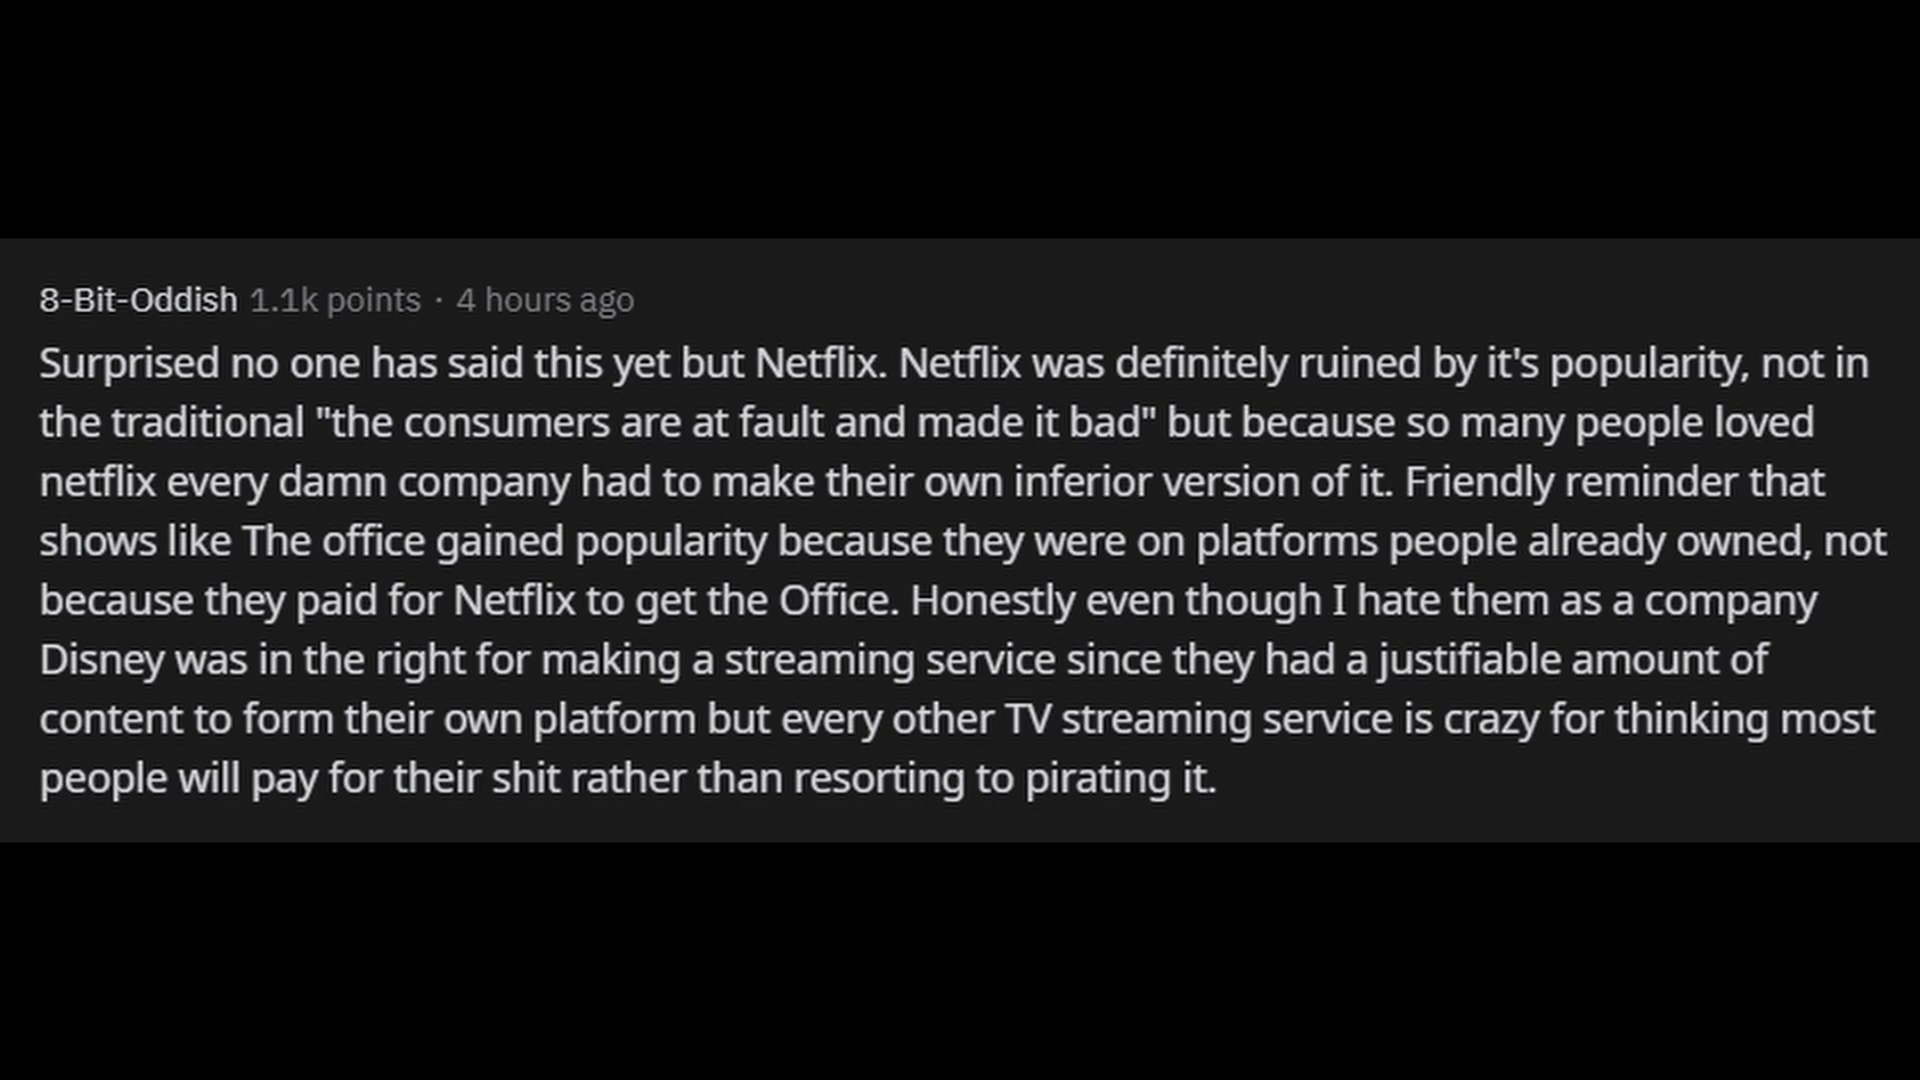 8-Bit-Oddish 1.1k points · 4 hours ago
Surprised no one has said this yet but Netflix. Netflix was definitely ruined by it's popularity, not in
the traditional "the consumers are at fault and made it bad" but because so many people loved
netflix every damn company had to make their own inferior version of it. Friendly reminder that
shows like The office gained popularity because they were on platforms people already owned, not
because they paid for Netflix to get the Office. Honestly even though I hate them as a company
Disney was in the right for making a streaming service since they had a justifiable amount of
content to form their own platform but every other TV streaming service is crazy for thinking most
people will pay for their shit rather than resorting to pirating it.